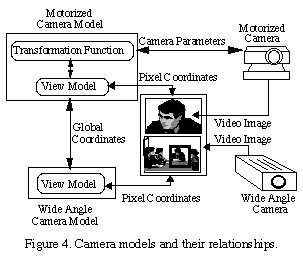 Motorized
Camera Model
Transformation Function
View Model
Camera Parameters
Motorized
Camera
Pixel Coordinates
Global
Coordinates
Video Image
Video Image
View Model
Pixel Coordinates
Wide Angle
Camera Model
Wide Angle
Camera
Figure 4. Camera models and their relationships.